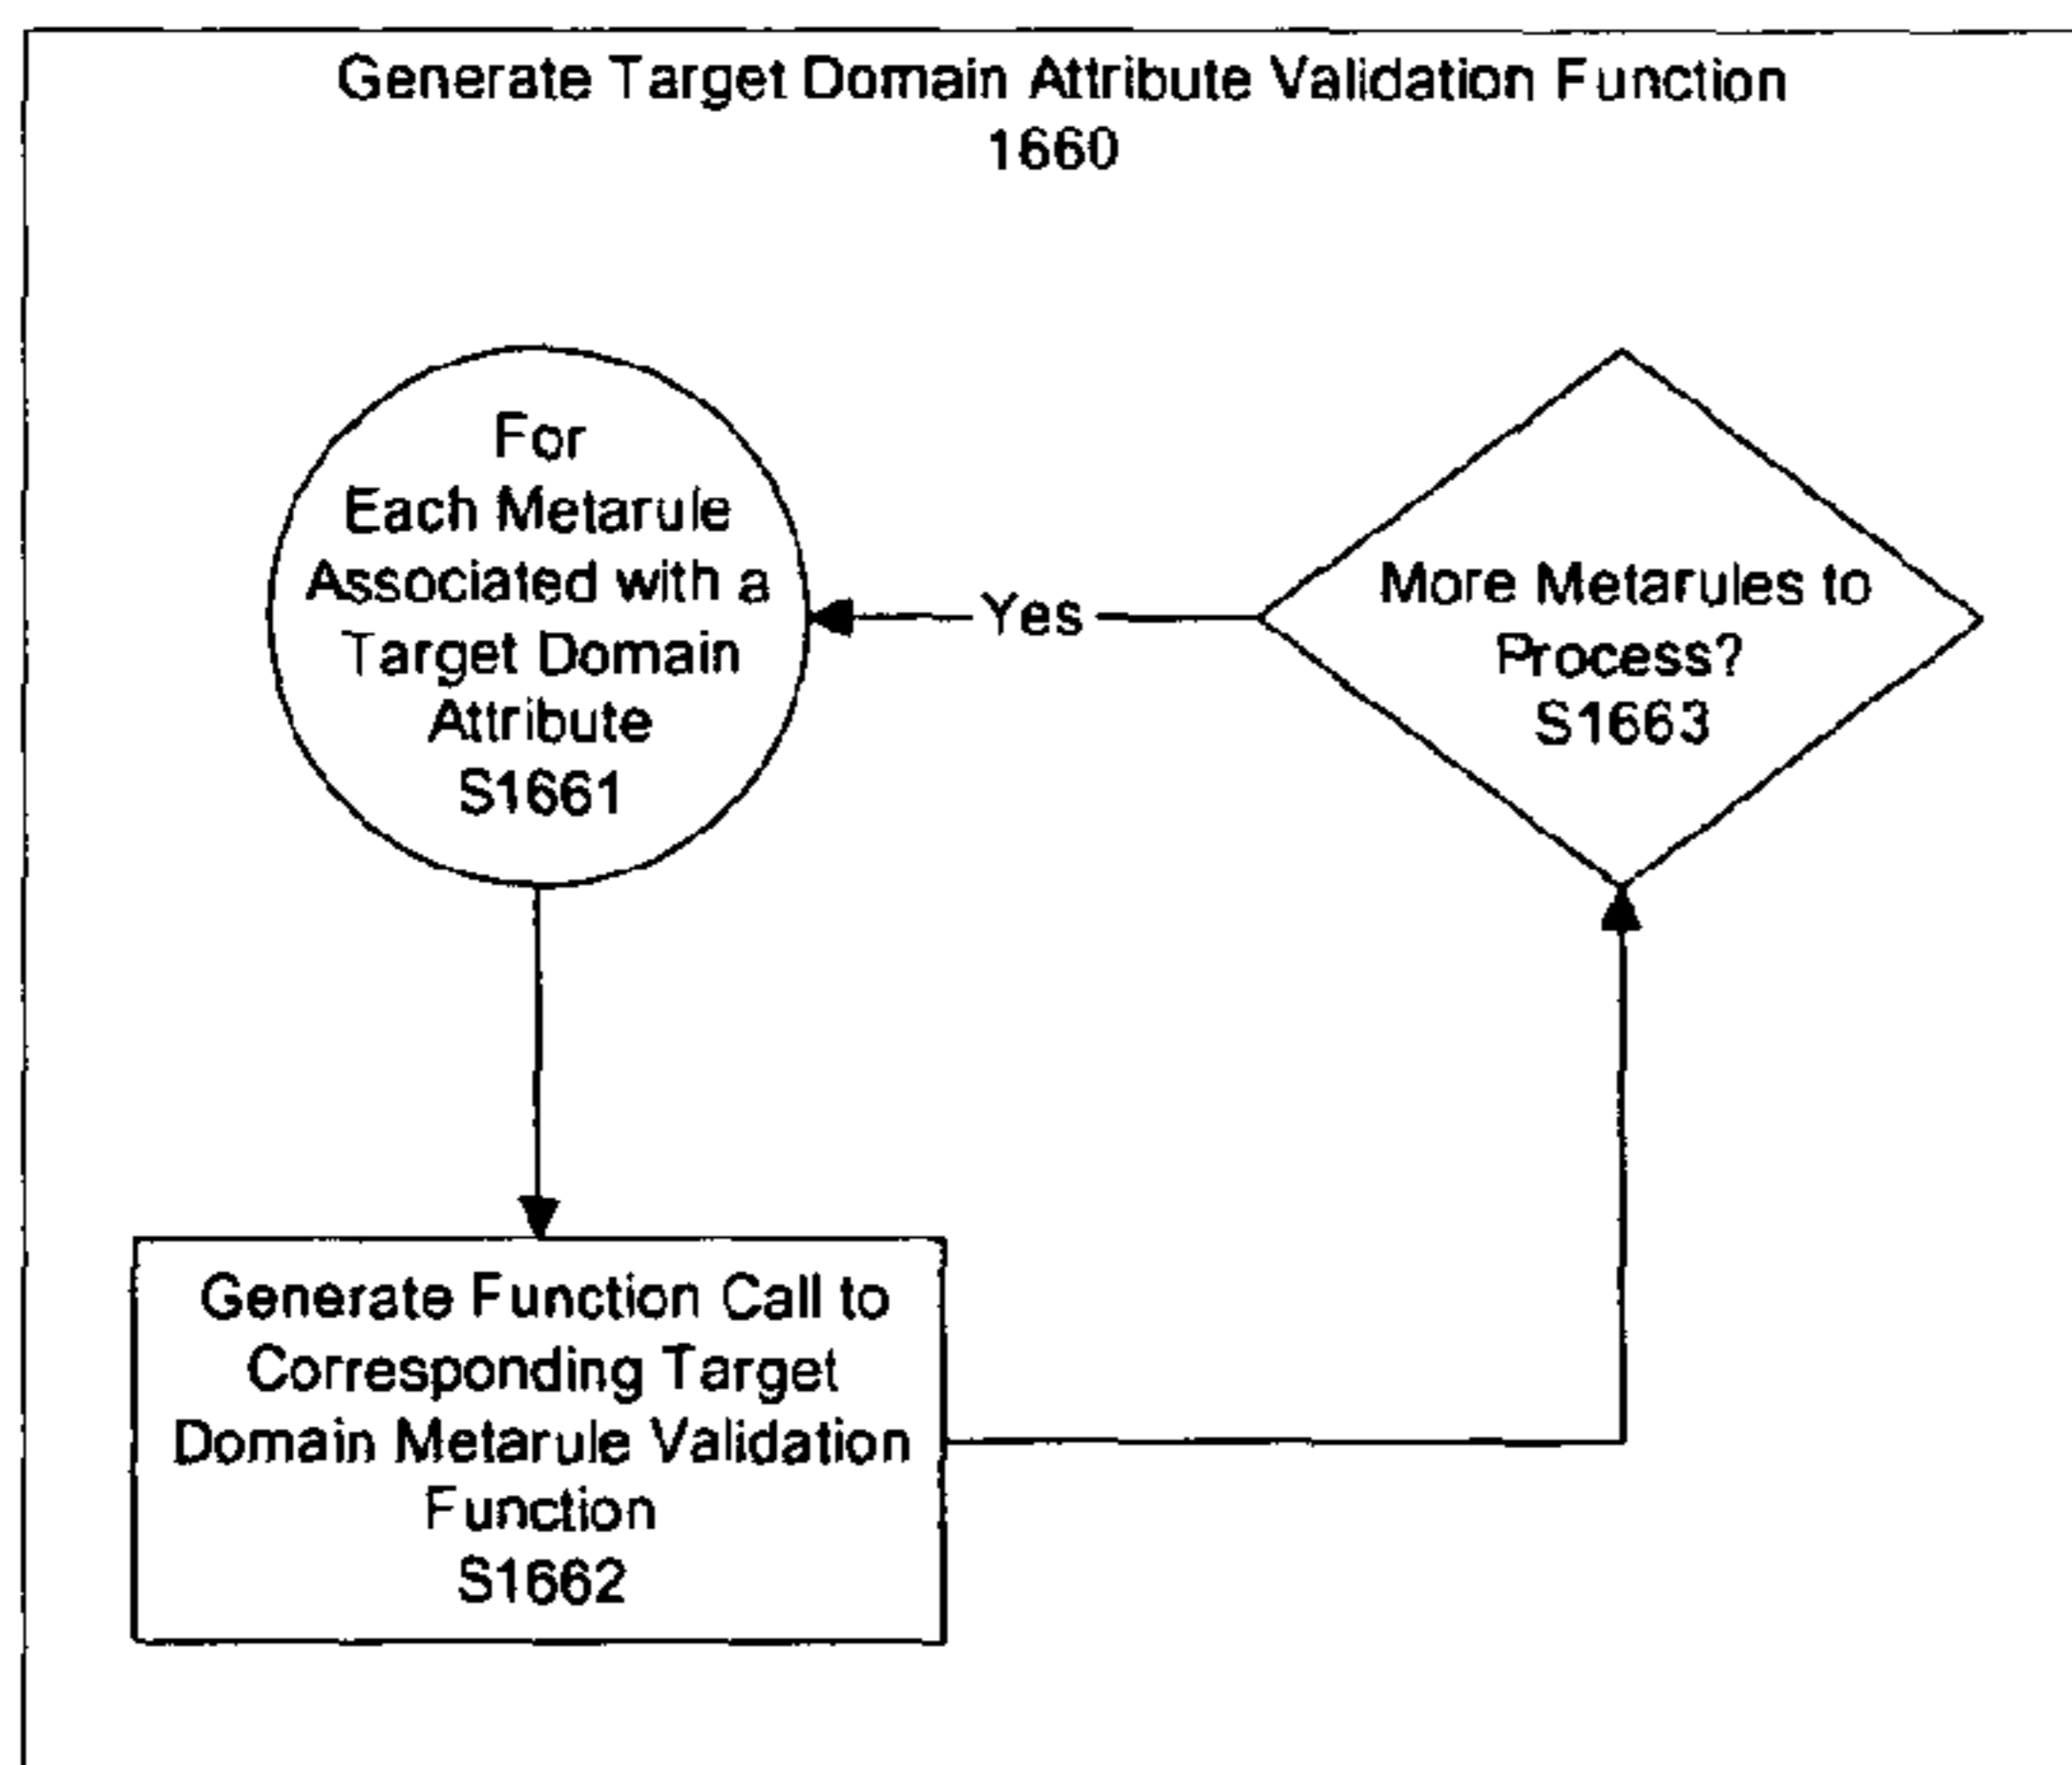 Generate Target Domain Attribute Validation Function
1660
For
Each Metarule
Associated with a
Target Domain
Attribute
S1661
Yes
More Metarules to
Process?
S1663
Generate Function Call to
Corresponding Target
Domain Metarule Validation
Function
S1662